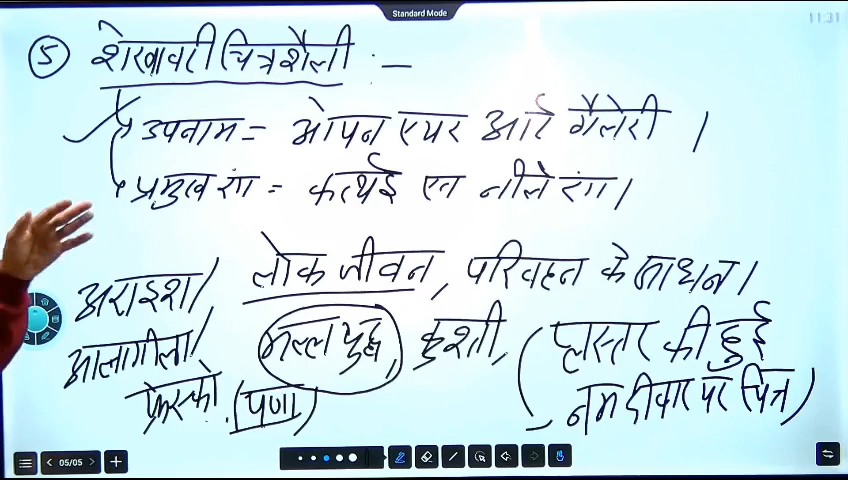 Standard Mode
11:31
⑤ शेखावटी चित्रशैली : –
उपनाम = ओपन एयर आर्ट गैलेरी ।
प्रमुख रंग = कत्थई एव नीले रंग।
अराइश/ लोक जीवन, परिवहन के साधन।
आलागीला/ मल्लयुद्ध, कुश्ती, (प्लास्तर की हुई
फ्रेस्को (पणा) नम दीवार पर चित्र)
05/05